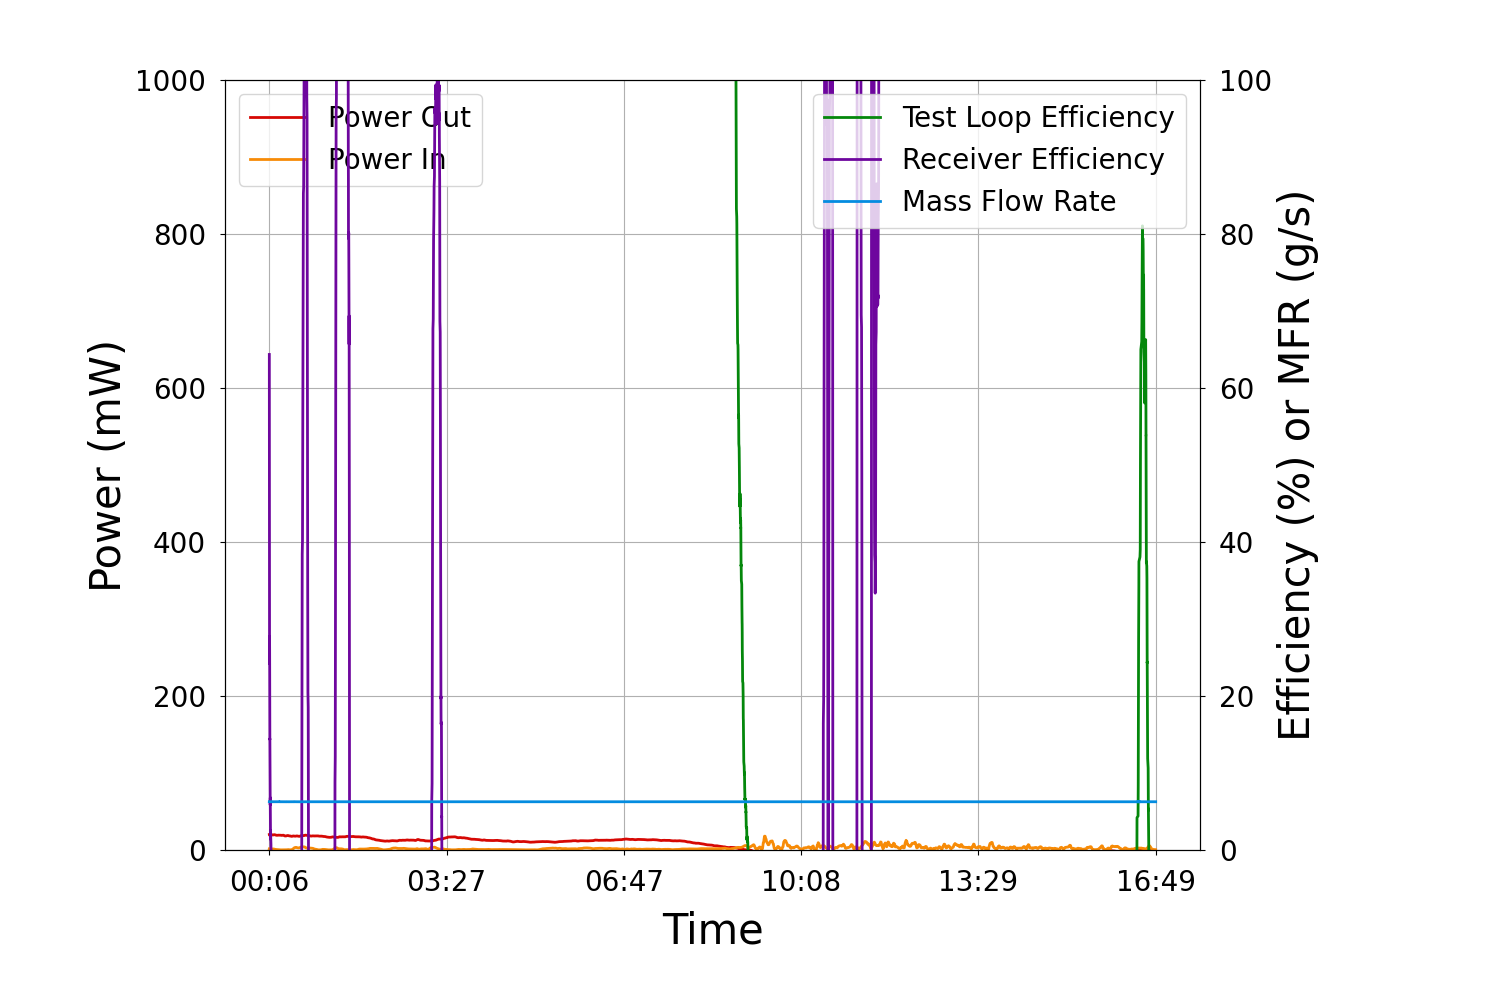 1000
800
600
400
200
0
Power (mW)
Power Out
Power In
Test Loop Efficiency
Receiver Efficiency
Mass Flow Rate
100
80
60
40
20
0
Efficiency (%) or MFR (g/s)
00:06 03:27 06:47 10:08 13:29 16:49
Time